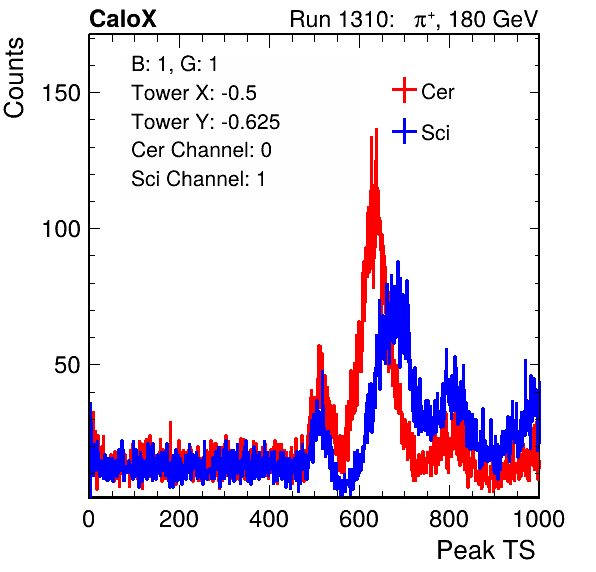 CaloX Run 1310: π⁺, 180 GeV
Counts
B: 1, G: 1
Tower X: -0.5
Tower Y: -0.625
Cer Channel: 0
Sci Channel: 1
Cer
Sci
150
100
50
0 200 400 600 800 1000
Peak TS